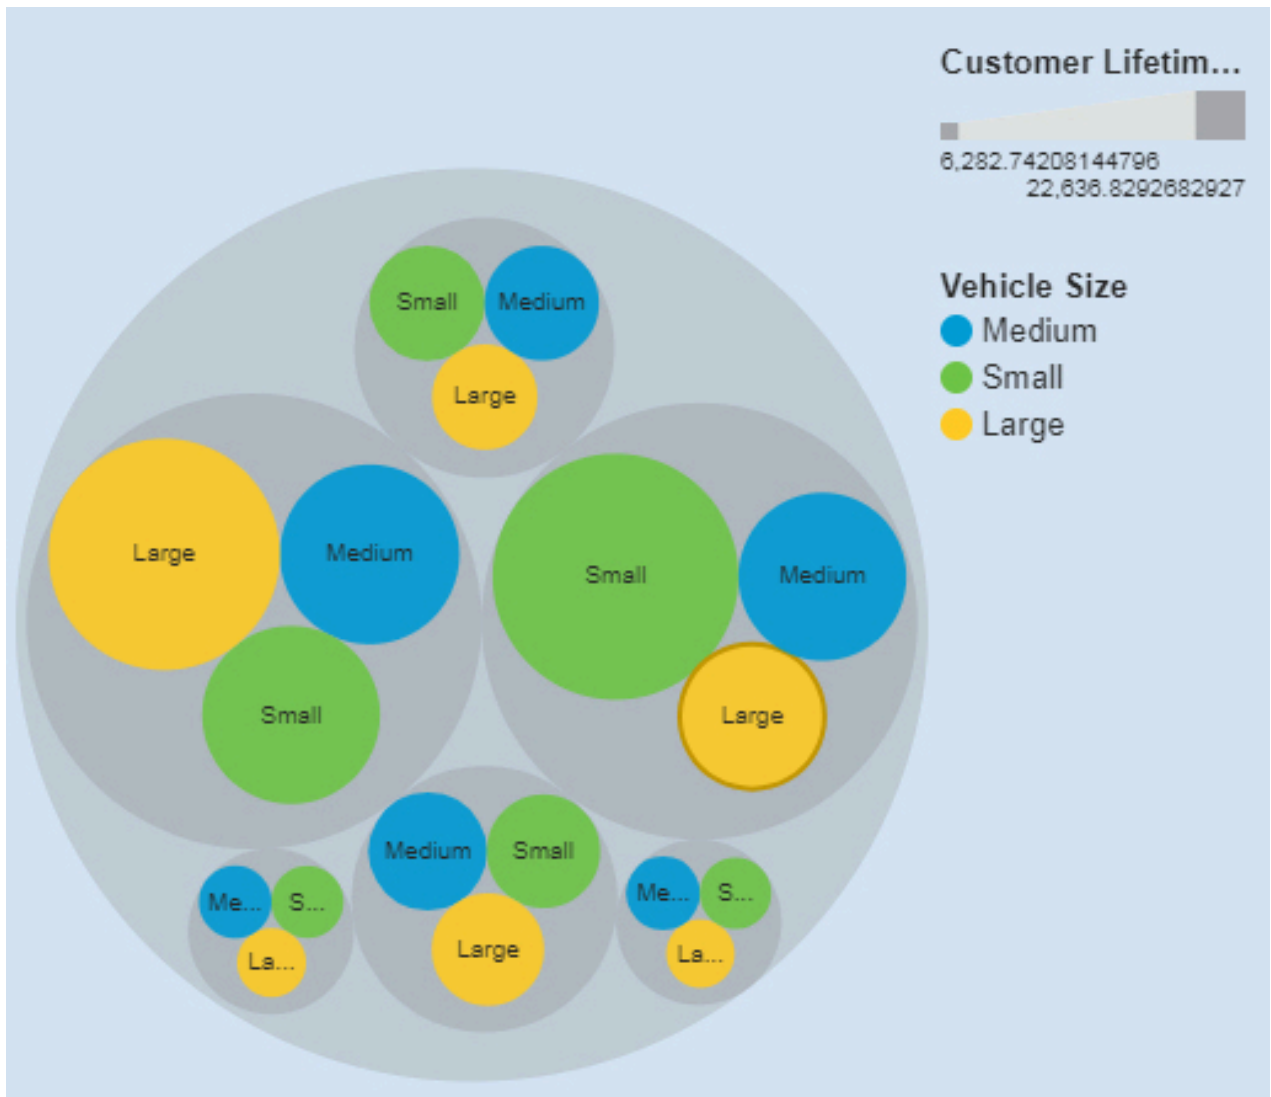 Customer Lifetim...
6,282.74208144796
22,636.8292682927
Vehicle Size
Medium
Small
Large
Small
Medium
Large
Large
Medium
Small
Small
Medium
Large
Medium
Small
Large
Me...
S...
La...
Me...
S...
La...